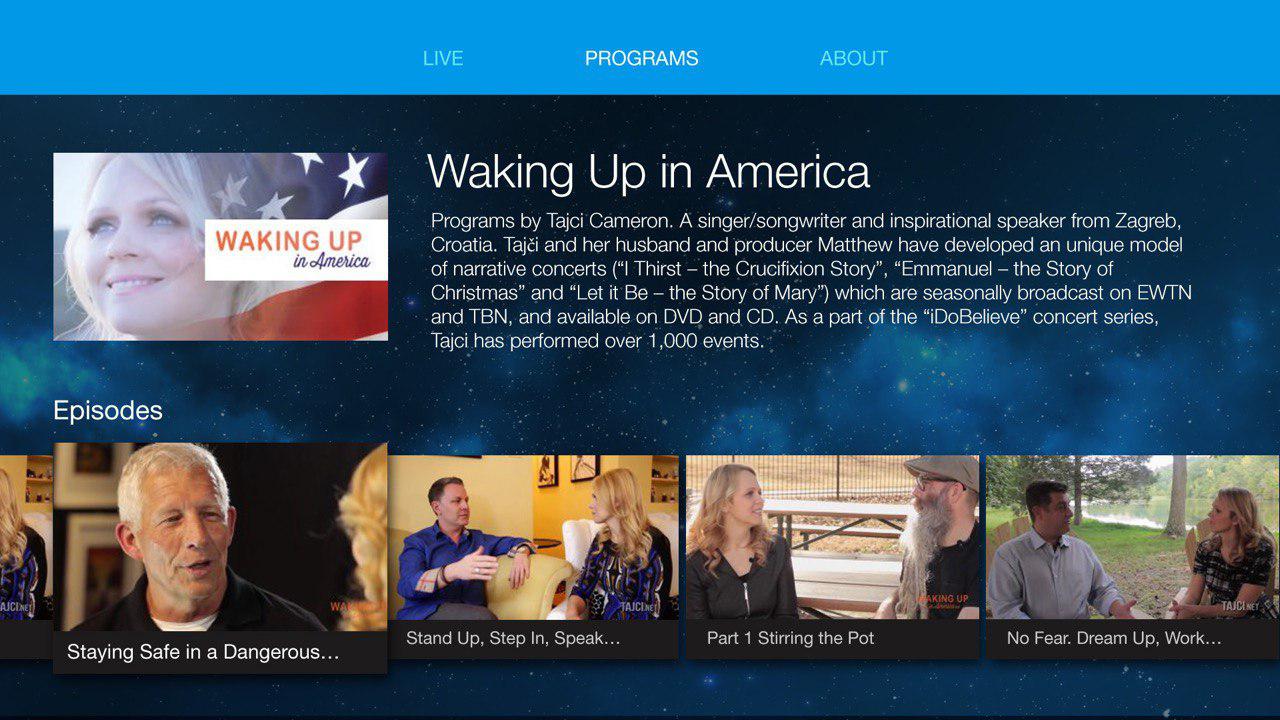 LIVE PROGRAMS ABOUT
WAKING UP
in America
Waking Up in America
Programs by Tajci Cameron. A singer/songwriter and inspirational speaker from Zagreb,
Croatia. Tajči and her husband and producer Matthew have developed an unique model
of narrative concerts (“I Thirst – the Crucifixion Story”, “Emmanuel – the Story of
Christmas” and “Let it Be – the Story of Mary”) which are seasonally broadcast on EWTN
and TBN, and available on DVD and CD. As a part of the “iDoBelieve” concert series,
Tajci has performed over 1,000 events.
Episodes
TAJCI.NET
WAKING
TAJCI.NET
WAKING UP
in America
TAJCI.NET
Staying Safe in a Dangerous…
Stand Up, Step In, Speak…
Part 1 Stirring the Pot
No Fear. Dream Up, Work…